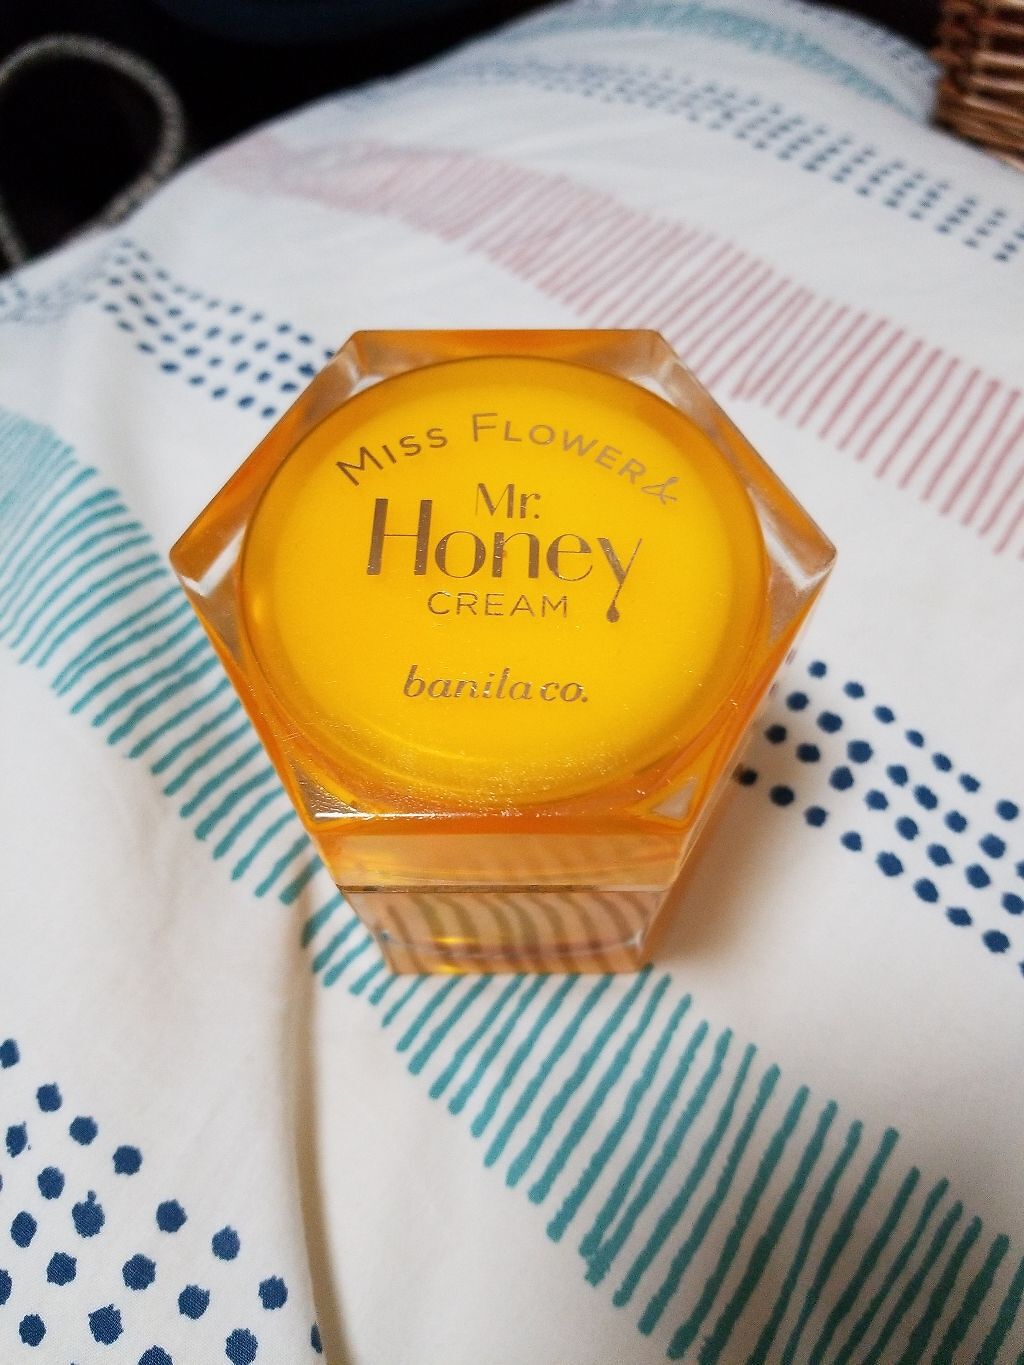 Miss Flower &
Mr.
Honey
CREAM
banila co.